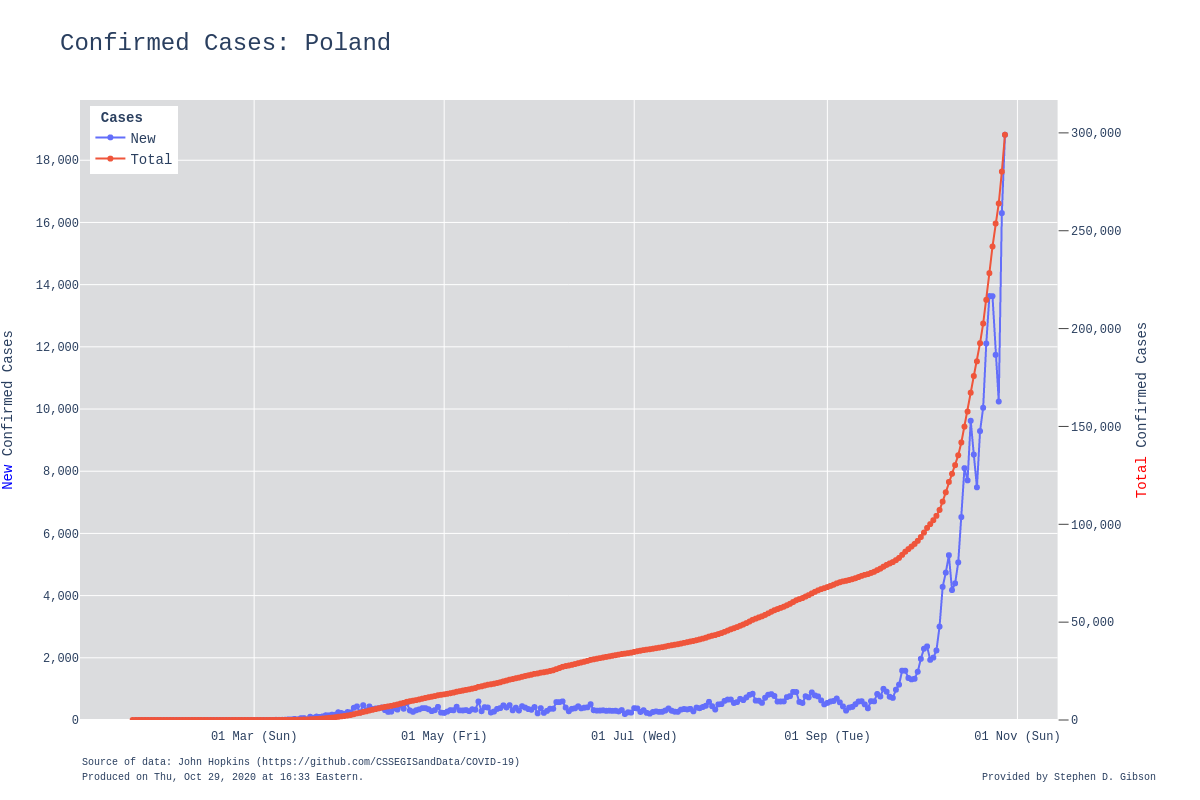 Confirmed Cases: Poland
Cases
New
Total
18,000
16,000
14,000
12,000
10,000
8,000
6,000
4,000
2,000
0
New Confirmed Cases
300,000
250,000
200,000
150,000
100,000
50,000
0
Total Confirmed Cases
01 Mar (Sun)
01 May (Fri)
01 Jul (Wed)
01 Sep (Tue)
01 Nov (Sun)
Source of data: John Hopkins (https://github.com/CSSEGISandData/COVID-19)
Produced on Thu, Oct 29, 2020 at 16:33 Eastern.
Provided by Stephen D. Gibson